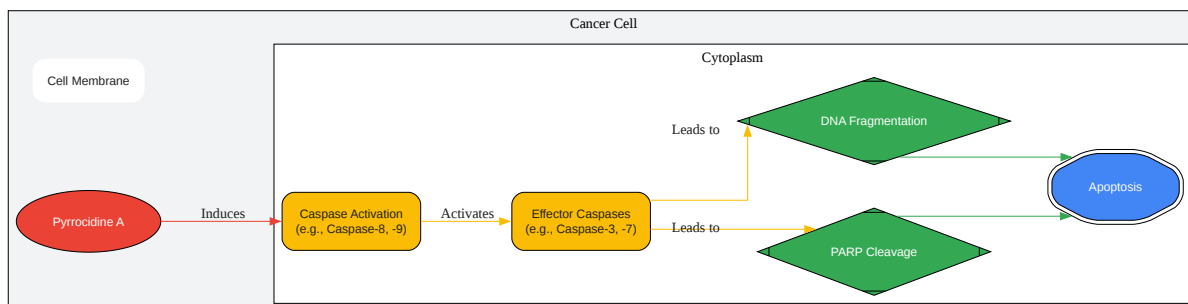 Cancer Cell
Cytoplasm
Cell Membrane
Leads to
DNA Fragmentation
Apoptosis
Pyrrocidine A
Induces
Caspase Activation
(e.g., Caspase-8, -9)
Activates
Effector Caspases
(e.g., Caspase-3, -7)
Leads to
PARP Cleavage